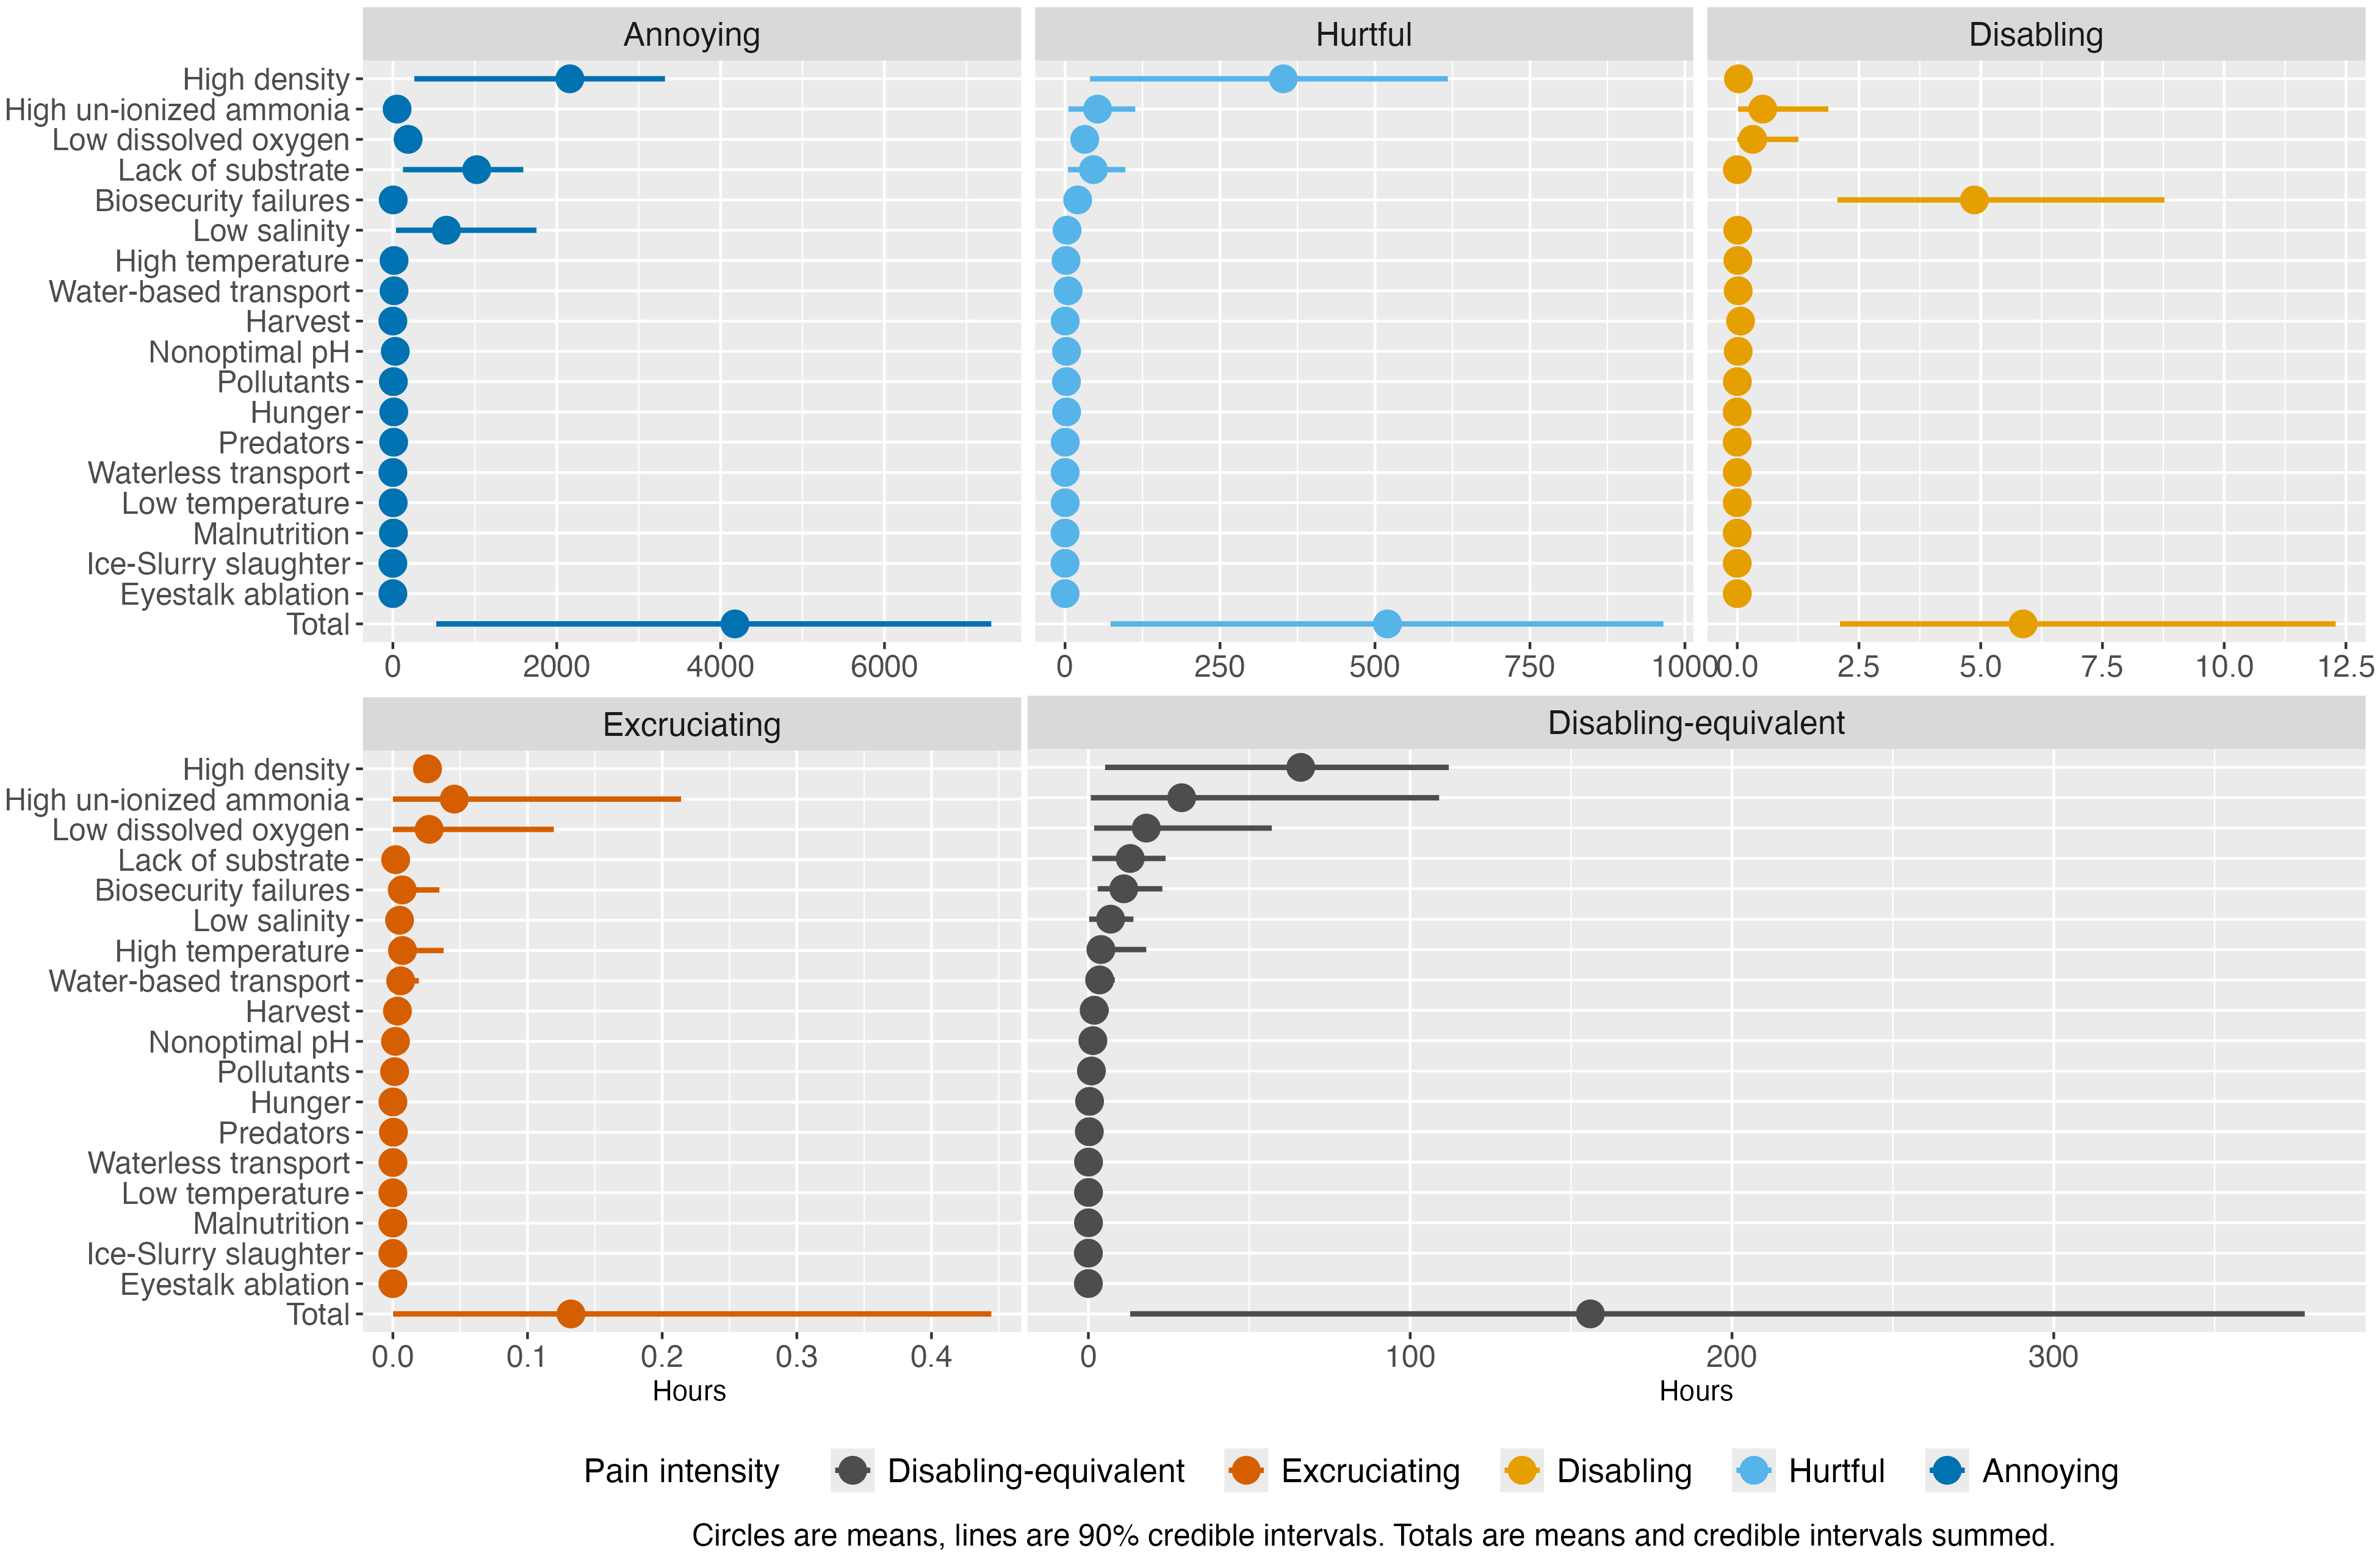 Annoying
Hurtful
Disabling
High density
High un-ionized ammonia
Low dissolved oxygen
Lack of substrate
Biosecurity failures
Low salinity
High temperature
Water-based transport
Harvest
Nonoptimal pH
Pollutants
Hunger
Predators
Waterless transport
Low temperature
Malnutrition
Ice-Slurry slaughter
Eyestalk ablation
Total
0 2000 4000 6000
0 250 500 750 1000
0.0 2.5 5.0 7.5 10.0 12.5
Excruciating
Disabling-equivalent
High density
High un-ionized ammonia
Low dissolved oxygen
Lack of substrate
Biosecurity failures
Low salinity
High temperature
Water-based transport
Harvest
Nonoptimal pH
Pollutants
Hunger
Predators
Waterless transport
Low temperature
Malnutrition
Ice-Slurry slaughter
Eyestalk ablation
Total
0.0 0.1 0.2 0.3 0.4
0 100 200 300
Hours
Hours
Pain intensity Disabling-equivalent Excruciating Disabling Hurtful Annoying
Circles are means, lines are 90% credible intervals. Totals are means and credible intervals summed.